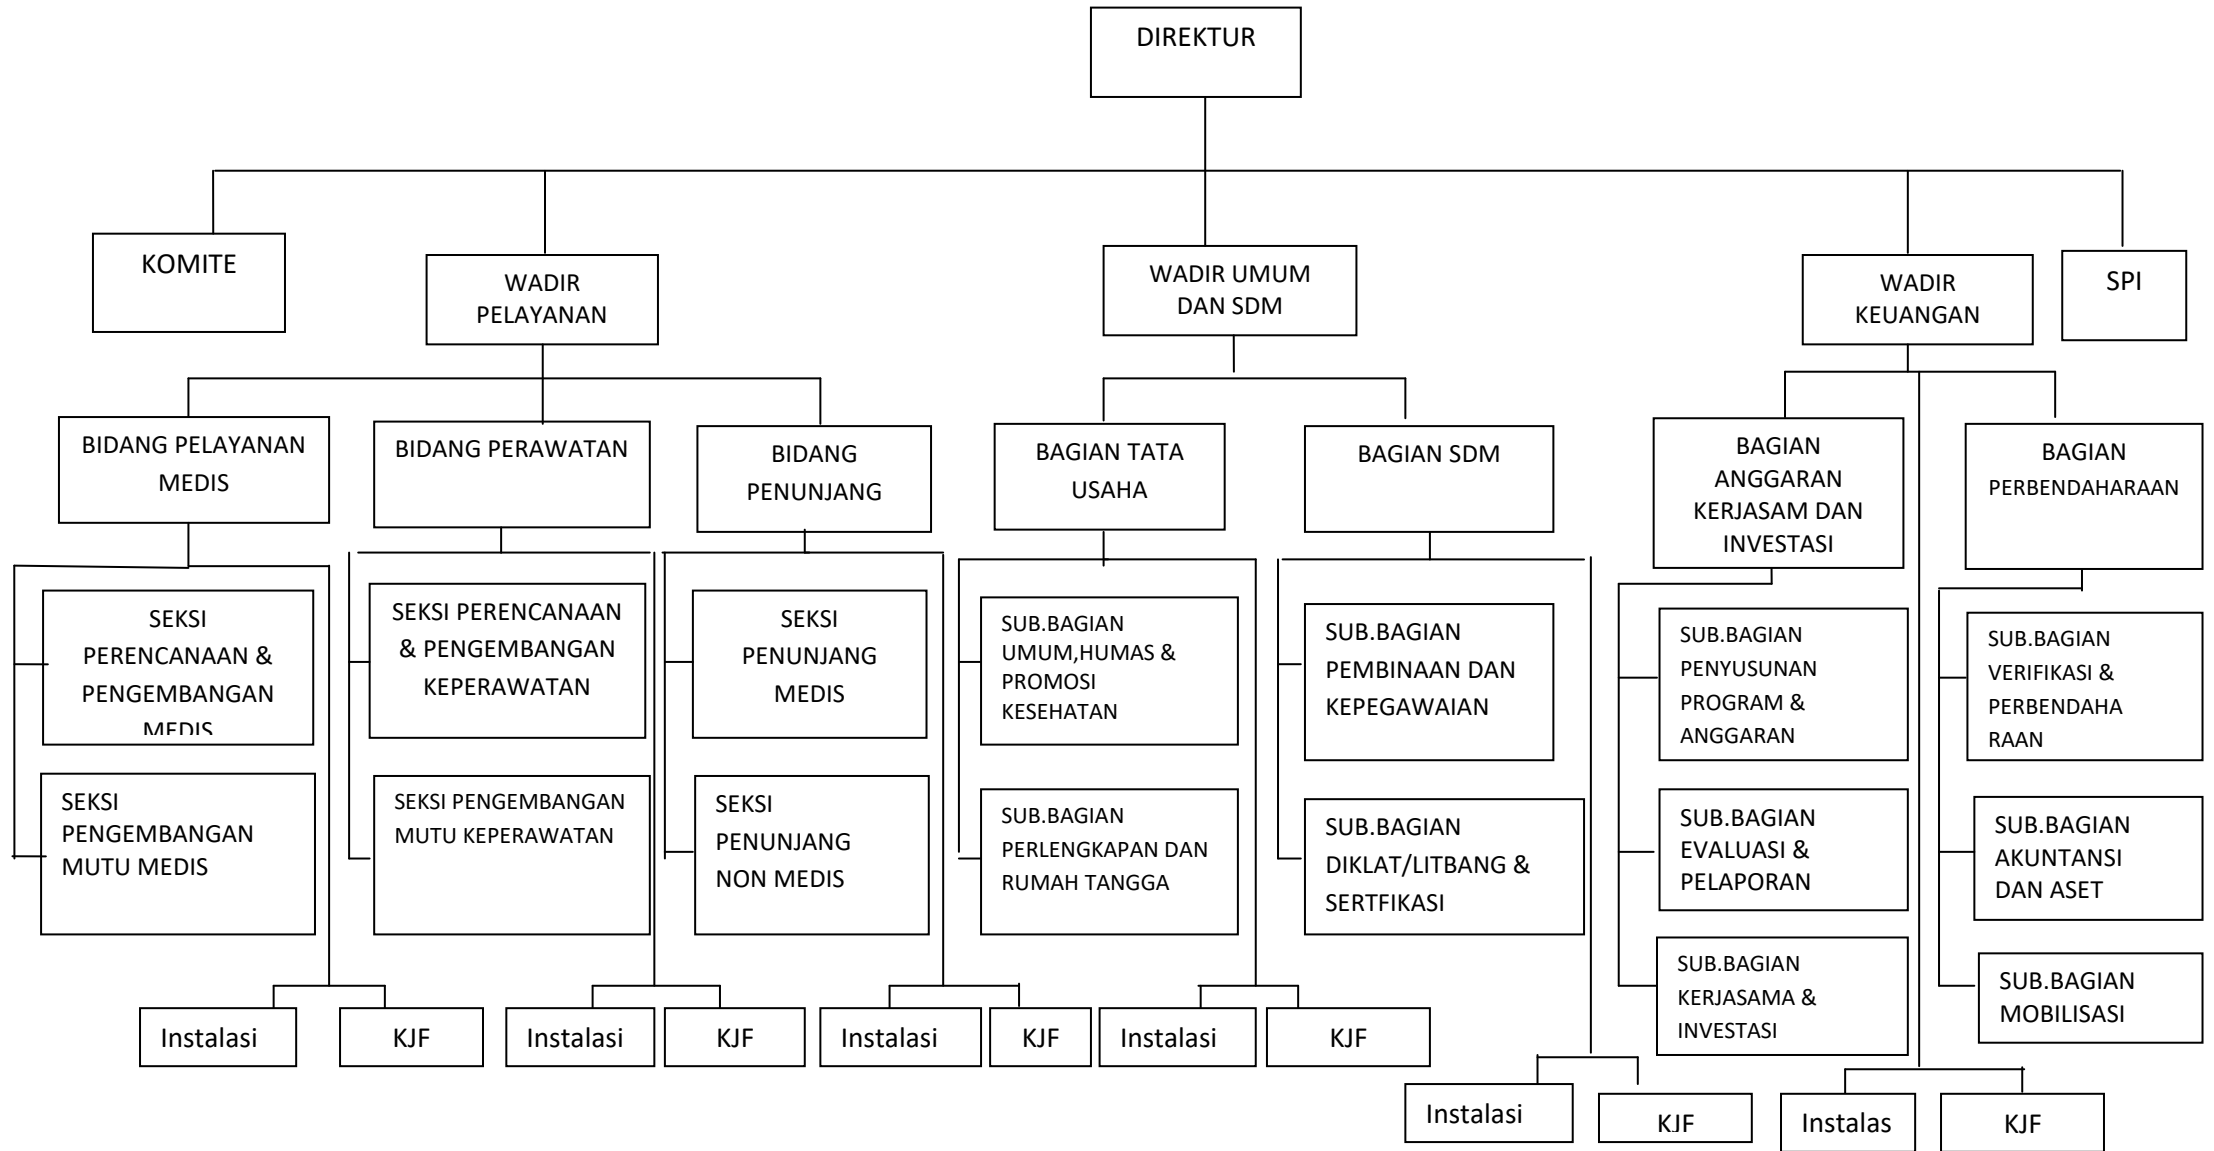 DIREKTUR
KOMITE
WADIR
PELAYANAN
WADIR UMUM
DAN SDM
WADIR
KEUANGAN
SPI
BIDANG PELAYANAN
MEDIS
BIDANG PERAWATAN
BIDANG
PENUNJANG
BAGIAN TATA
USAHA
BAGIAN SDM
BAGIAN
ANGGARAN
KERJASAM DAN
INVESTASI
BAGIAN
PERBENDAHARAAN
SEKSI
PERENCANAAN &
PENGEMBANGAN
MEDIS
SEKSI PERENCANAAN
& PENGEMBANGAN
KEPERAWATAN
SEKSI
PENUNJANG
MEDIS
SUB.BAGIAN
UMUM,HUMAS &
PROMOSI
KESEHATAN
SUB.BAGIAN
PEMBINAAN DAN
KEPEGAWAIAN
SUB.BAGIAN
PENYUSUNAN
PROGRAM &
ANGGARAN
SUB.BAGIAN
VERIFIKASI &
PERBENDAHA
RAAN
SEKSI
PENGEMBANGAN
MUTU MEDIS
SEKSI PENGEMBANGAN
MUTU KEPERAWATAN
SEKSI
PENUNJANG
NON MEDIS
SUB.BAGIAN
PERLENGKAPAN DAN
RUMAH TANGGA
SUB.BAGIAN
DIKLAT/LITBANG &
SERTFIKASI
SUB.BAGIAN
EVALUASI &
PELAPORAN
SUB.BAGIAN
AKUNTANSI
DAN ASET
SUB.BAGIAN
KERJASAMA &
INVESTASI
SUB.BAGIAN
MOBILISASI
Instalasi
KJF
Instalasi
KJF
Instalasi
KJF
Instalasi
KJF
Instalasi
KJF
Instalas
KJF